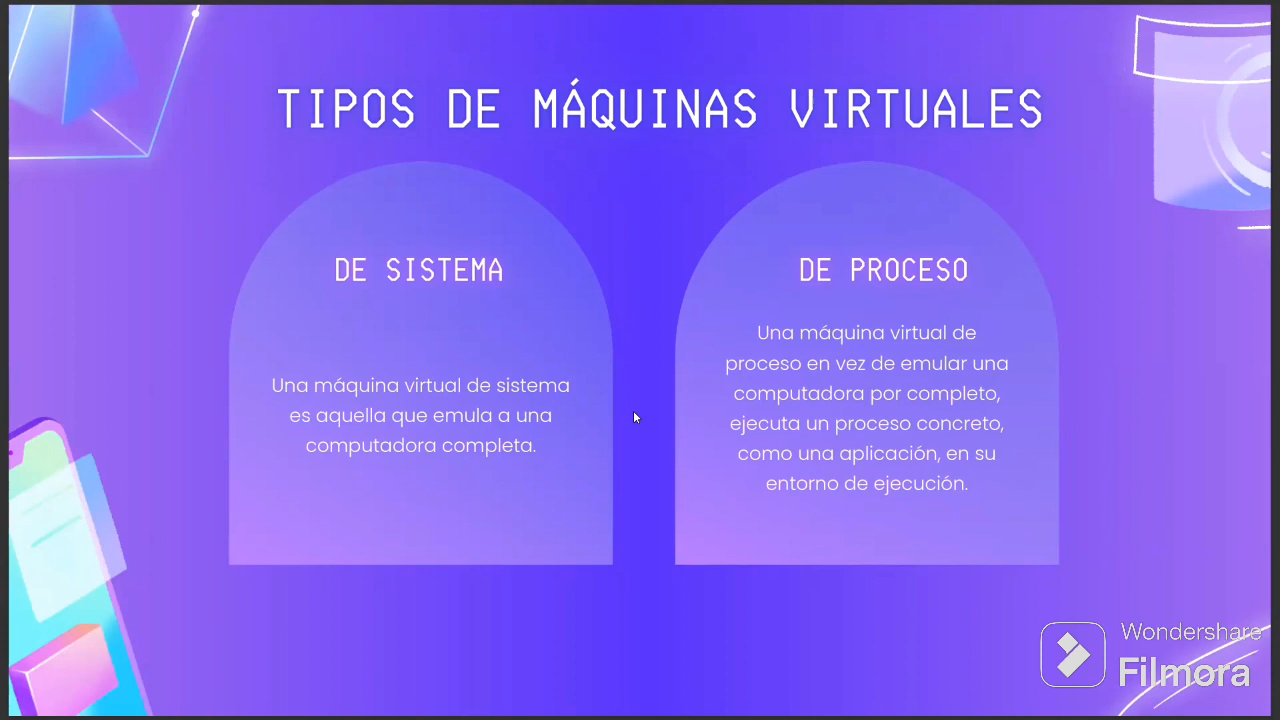 TIPOS DE MÁQUINAS VIRTUALES
DE SISTEMA
Una máquina virtual de sistema
es aquella que emula a una
computadora completa.
DE PROCESO
Una máquina virtual de
proceso en vez de emular una
computadora por completo,
ejecuta un proceso concreto,
como una aplicación, en su
entorno de ejecución.
Wondershare
Filmora